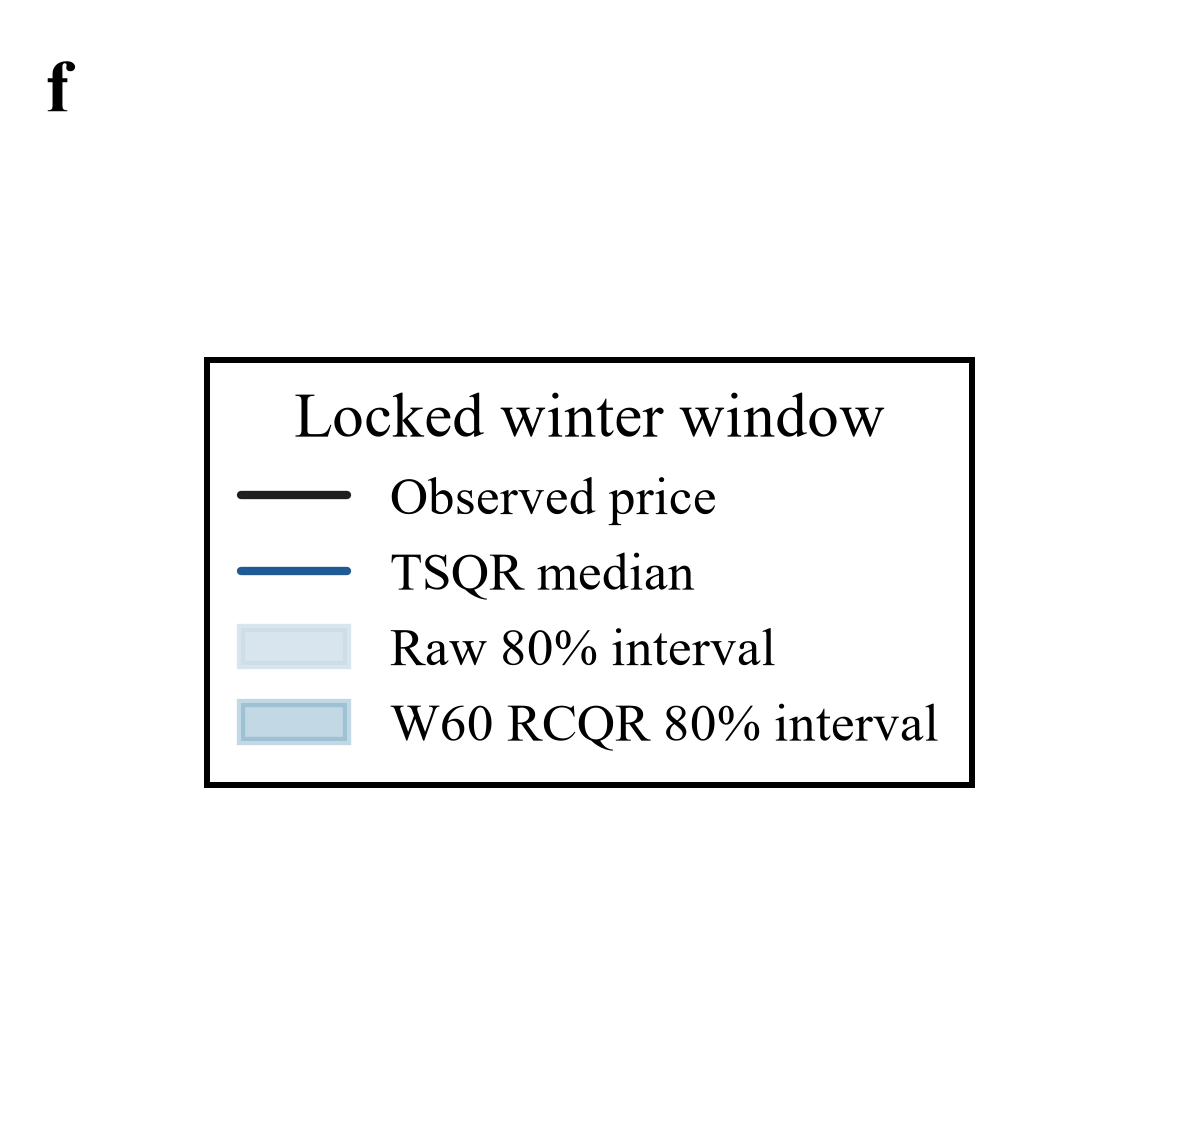 f
Locked winter window
Observed price
TSQR median
Raw 80% interval
W60 RCQR 80% interval